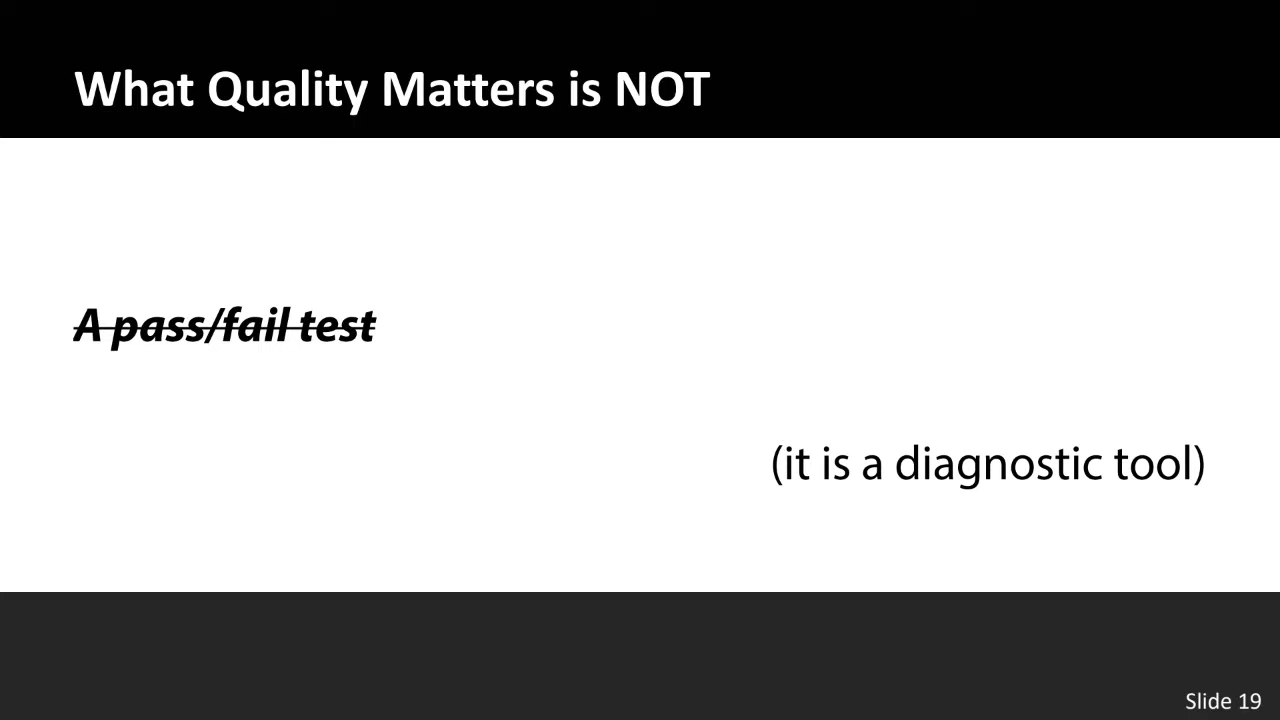 What Quality Matters is NOT
A pass/fail test
(it is a diagnostic tool)
Slide 19